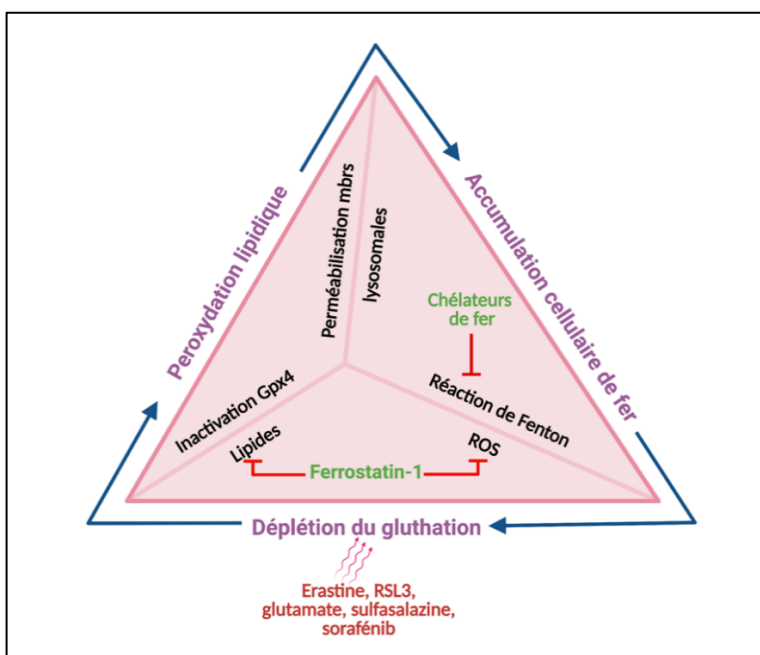 Peroxydation lipidique
Accumulation cellulaire de fer
Perméabilisation mbrs
lysosomales
Chélateurs
de fer
Réaction de Fenton
Inactivation Gpx4
Lipides
ROS
Ferrostatin-1
Déplétion du gluthation
Erastine, RSL3,
glutamate, sulfasalazine,
sorafénib